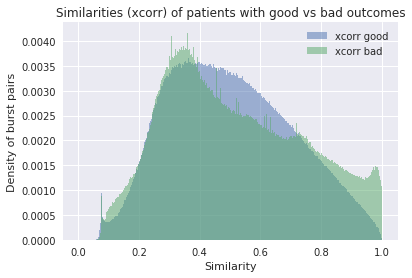 Similarities (xcorr) of patients with good vs bad outcomes
xcorr good
xcorr bad
Density of burst pairs
0.0040
0.0035
0.0030
0.0025
0.0020
0.0015
0.0010
0.0005
0.0000
0.0 0.2 0.4 0.6 0.8 1.0
Similarity